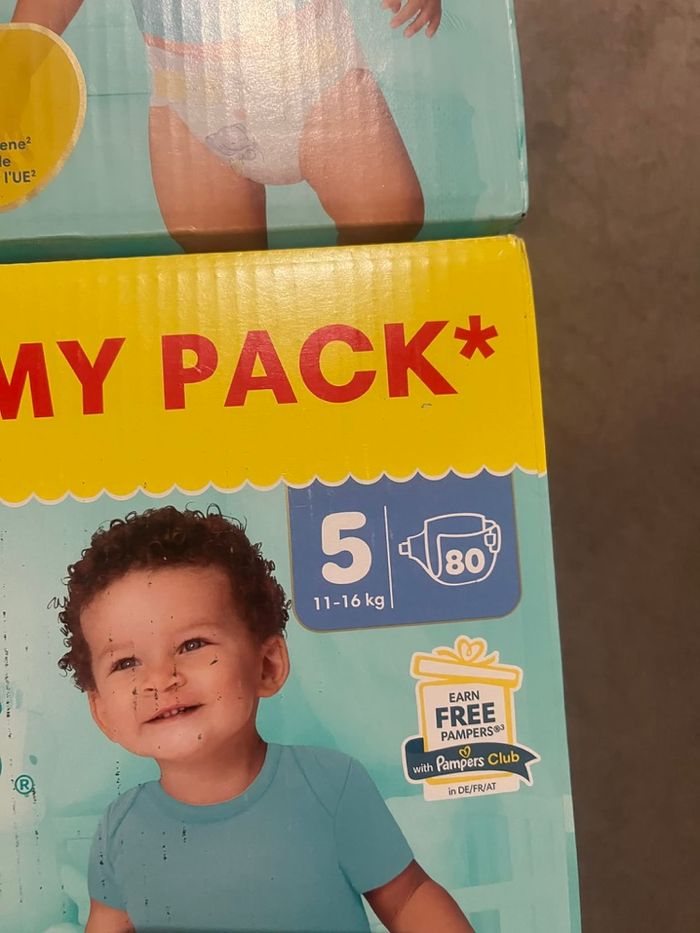 ene²
le
l'UE²
MY PACK*
5
11-16 kg
80
EARN
FREE
PAMPERS®³
with Pampers Club
in DE/FR/AT
®